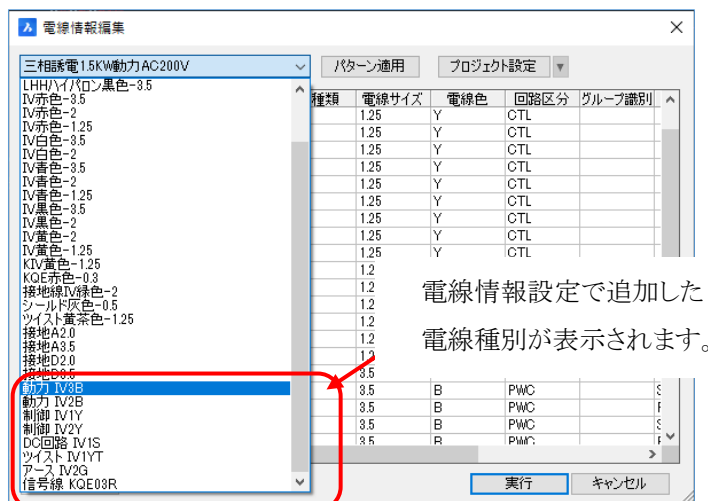 電線情報編集
三相誘電1.5KW動力AC200V
パターン適用
プロジェクト設定
LHHハイパロン黒色-3.5
IV赤色-3.5
IV赤色-2
IV赤色-1.25
IV白色-3.5
IV白色-2
IV青色-3.5
IV青色-2
IV青色-1.25
IV黒色-3.5
IV黒色-2
IV黄色-2
IV黄色-1.25
KIV黄色-1.25
KQE赤色-0.3
接地線IV緑色-2
シールド灰色-0.5
ツイスト黄茶色-1.25
接地A2.0
接地A3.5
接地D2.0
接地D3.5
動力 IV3B
動力 IV2B
制御 IV1Y
制御 IV2Y
DC回路 IV1S
ツイスト IV1YT
アース IV2G
信号線 KQE03R
種類 電線サイズ 電線色 回路区分 グループ識別
1.25 Y CTL
1.25 Y CTL
1.25 Y CTL
1.25 Y CTL
1.25 Y CTL
1.25 Y CTL
1.25 Y CTL
1.25 Y CTL
1.25 Y CTL
1.2
1.2
1.2
1.2
1.2
1.2
3.5
3.5 B PWC
3.5 B PWC
3.5 B PWC
3.5 B PWC
電線情報設定で追加した
電線種別が表示されます。
実行
キャンセル